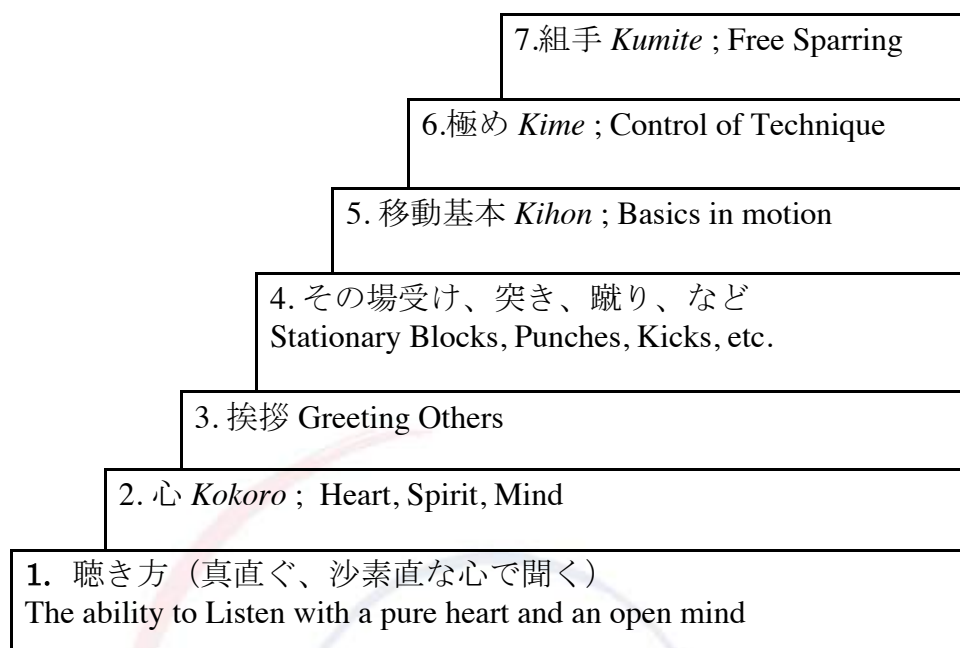 7.組手 Kumite ; Free Sparring
6.極め Kime ; Control of Technique
5. 移動基本 Kihon ; Basics in motion
4. その場受け、突き、蹴り、など
Stationary Blocks, Punches, Kicks, etc.
3. 挨拶 Greeting Others
2. 心 Kokoro ;  Heart, Spirit, Mind
1. 聴き方（真直ぐ、沙素直な心で聞く）
The ability to Listen with a pure heart and an open mind